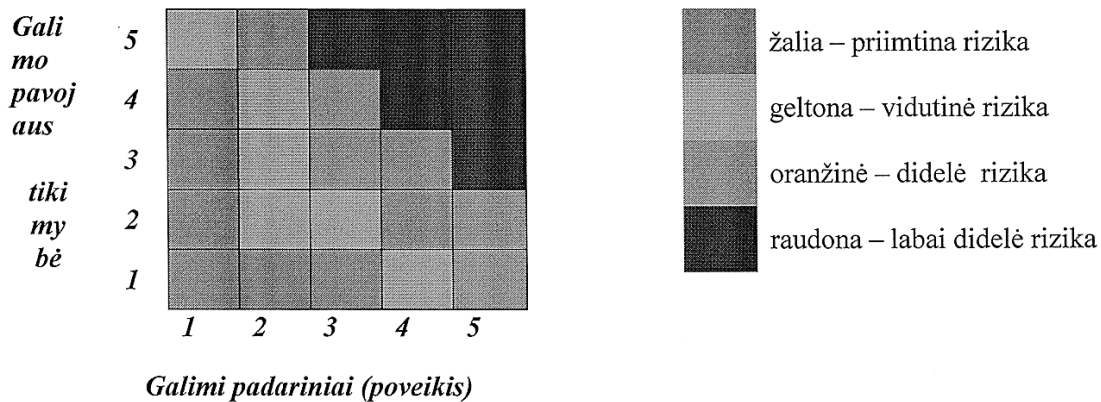 Gali
mo
pavoj
aus
tiki
my
bė
5
4
3
2
1
1 2 3 4 5
Galimi padariniai (poveikis)
žalia – priimtina rizika
geltona – vidutinė rizika
oranžinė – didelė rizika
raudona – labai didelė rizika